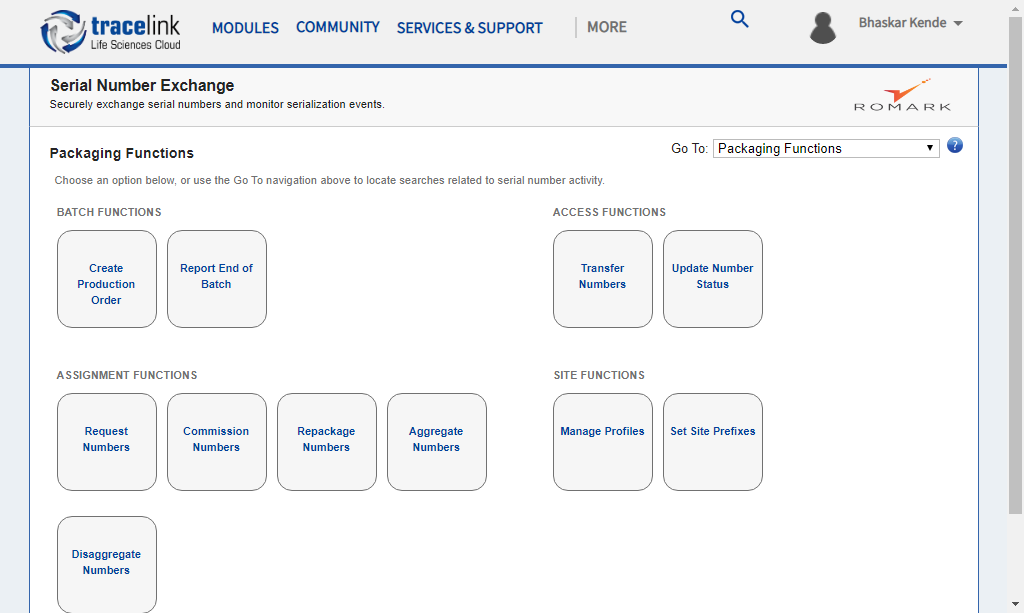 tracelink
Life Sciences Cloud
MODULES COMMUNITY SERVICES & SUPPORT MORE
Bhaskar Kende
Serial Number Exchange
Securely exchange serial numbers and monitor serialization events.
ROMARK
Packaging Functions
Go To: Packaging Functions ?
Choose an option below, or use the Go To navigation above to locate searches related to serial number activity.
BATCH FUNCTIONS
Create
Production
Order
Report End of
Batch
ACCESS FUNCTIONS
Transfer
Numbers
Update Number
Status
ASSIGNMENT FUNCTIONS
Request
Numbers
Commission
Numbers
Repackage
Numbers
Aggregate
Numbers
Disaggregate
Numbers
SITE FUNCTIONS
Manage Profiles
Set Site Prefixes